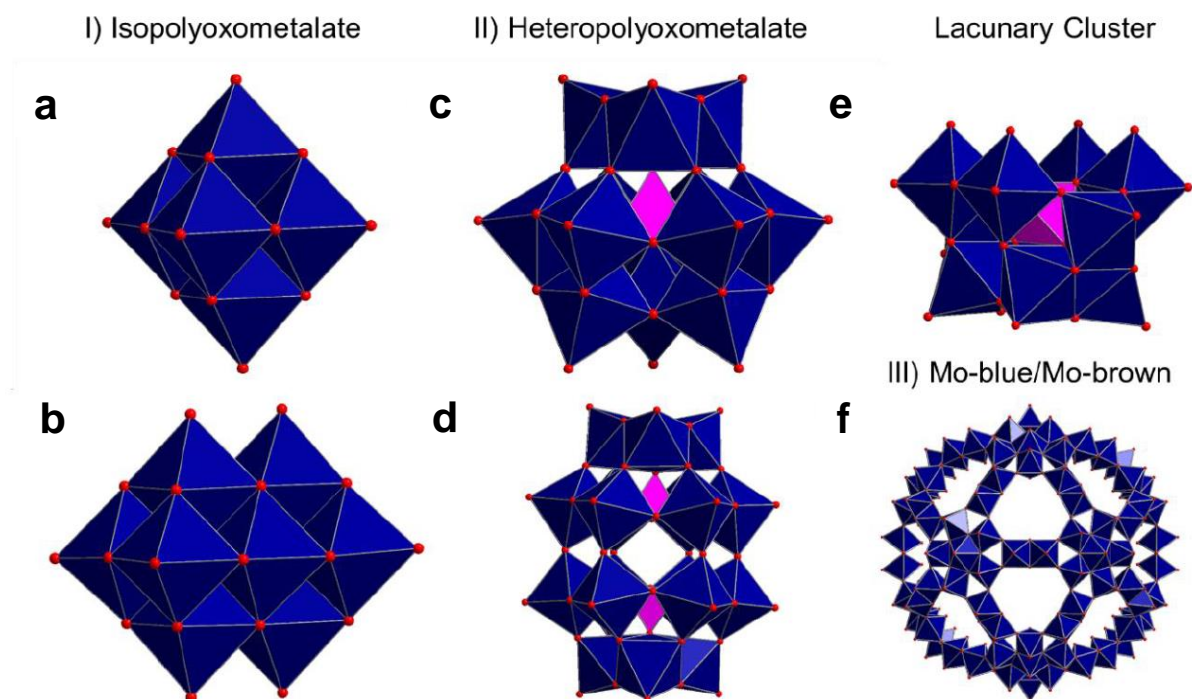 I) Isopolyoxometalate
II) Heteropolyoxometalate
Lacunary Cluster
a
c
e
III) Mo-blue/Mo-brown
b
d
f